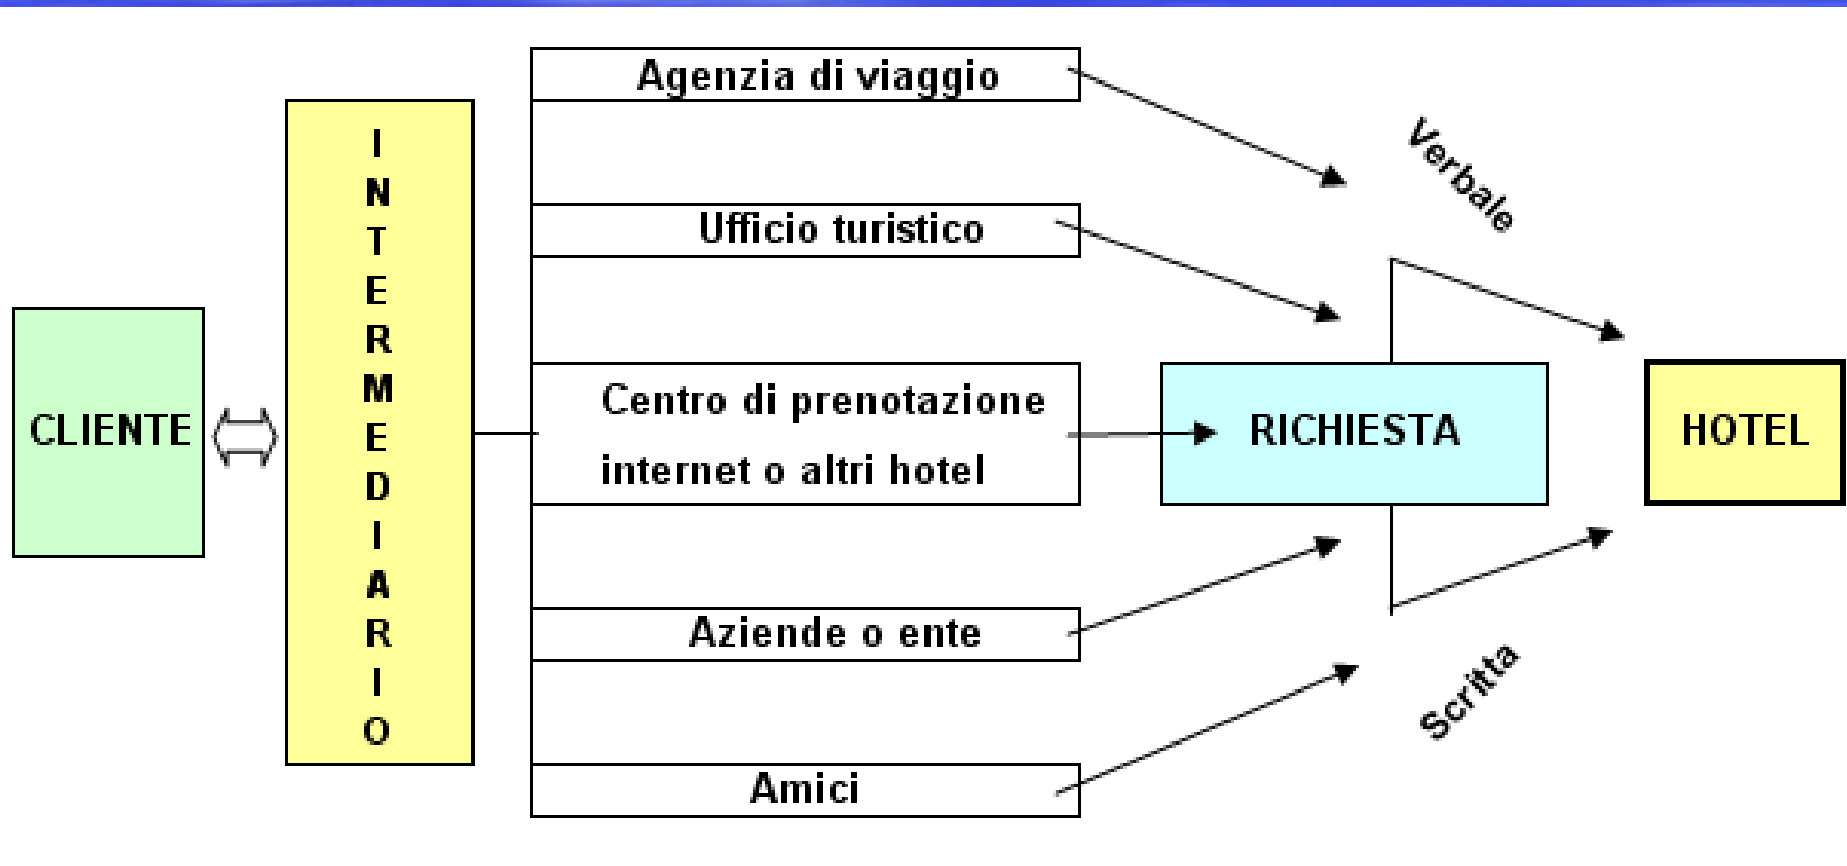 CLIENTE
INTERMEDIARIO
Agenzia di viaggio
Ufficio turistico
Centro di prenotazione
internet o altri hotel
Aziende o ente
Amici
Verbale
RICHIESTA
Scritta
HOTEL